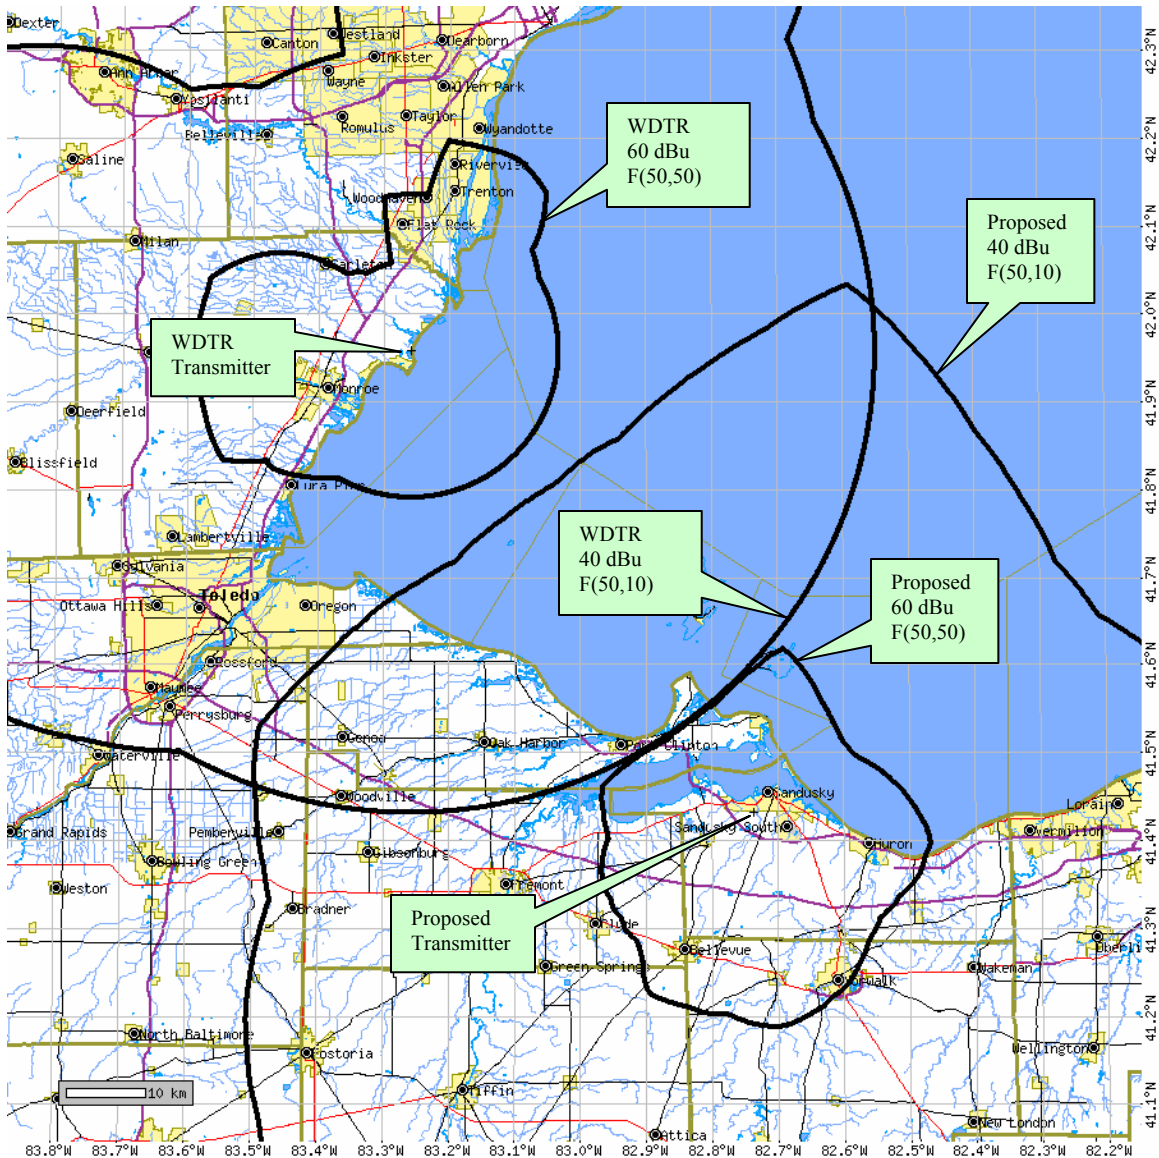 Dexter
Canton
Westland
Dearborn
Inkster
Ann Arbor
Wayne
Allen Park
Ypsilanti
Romulus
Taylor
Wyandotte
Belleville
Saline
Riverview
Woodhaven
Trenton
Flat Rock
Milan
Carleton
WDTR
60 dBu
F(50,50)
Proposed
40 dBu
F(50,10)
WDTR
Transmitter
Monroe
Deerfield
Blissfield
Luna Pier
Lambertville
Sylvania
Ottawa Hills
Toledo
Oregon
Rossford
Maumee
Perrysburg
Waterville
Genoa
Oak Harbor
Port Clinton
WDTR
40 dBu
F(50,10)
Proposed
60 dBu
F(50,50)
Woodville
Sandusky
Lorain
Grand Rapids
Pemberville
Sandusky South
Vermilion
Huron
Bowling Green
Gibsonburg
Weston
Fremont
Bradner
Clyde
Proposed
Transmitter
Bellevue
Oberli
Green Springs
Wakeman
Norwalk
North Baltimore
Fostoria
Wellington
Tiffin
New London
Attica
10 km
42.3°N
42.2°N
42.1°N
42.0°N
41.9°N
41.8°N
41.7°N
41.6°N
41.5°N
41.4°N
41.3°N
41.2°N
41.1°N
83.8°W
83.7°W
83.6°W
83.5°W
83.4°W
83.3°W
83.2°W
83.1°W
83.0°W
82.9°W
82.8°W
82.7°W
82.6°W
82.5°W
82.4°W
82.3°W
82.2°W